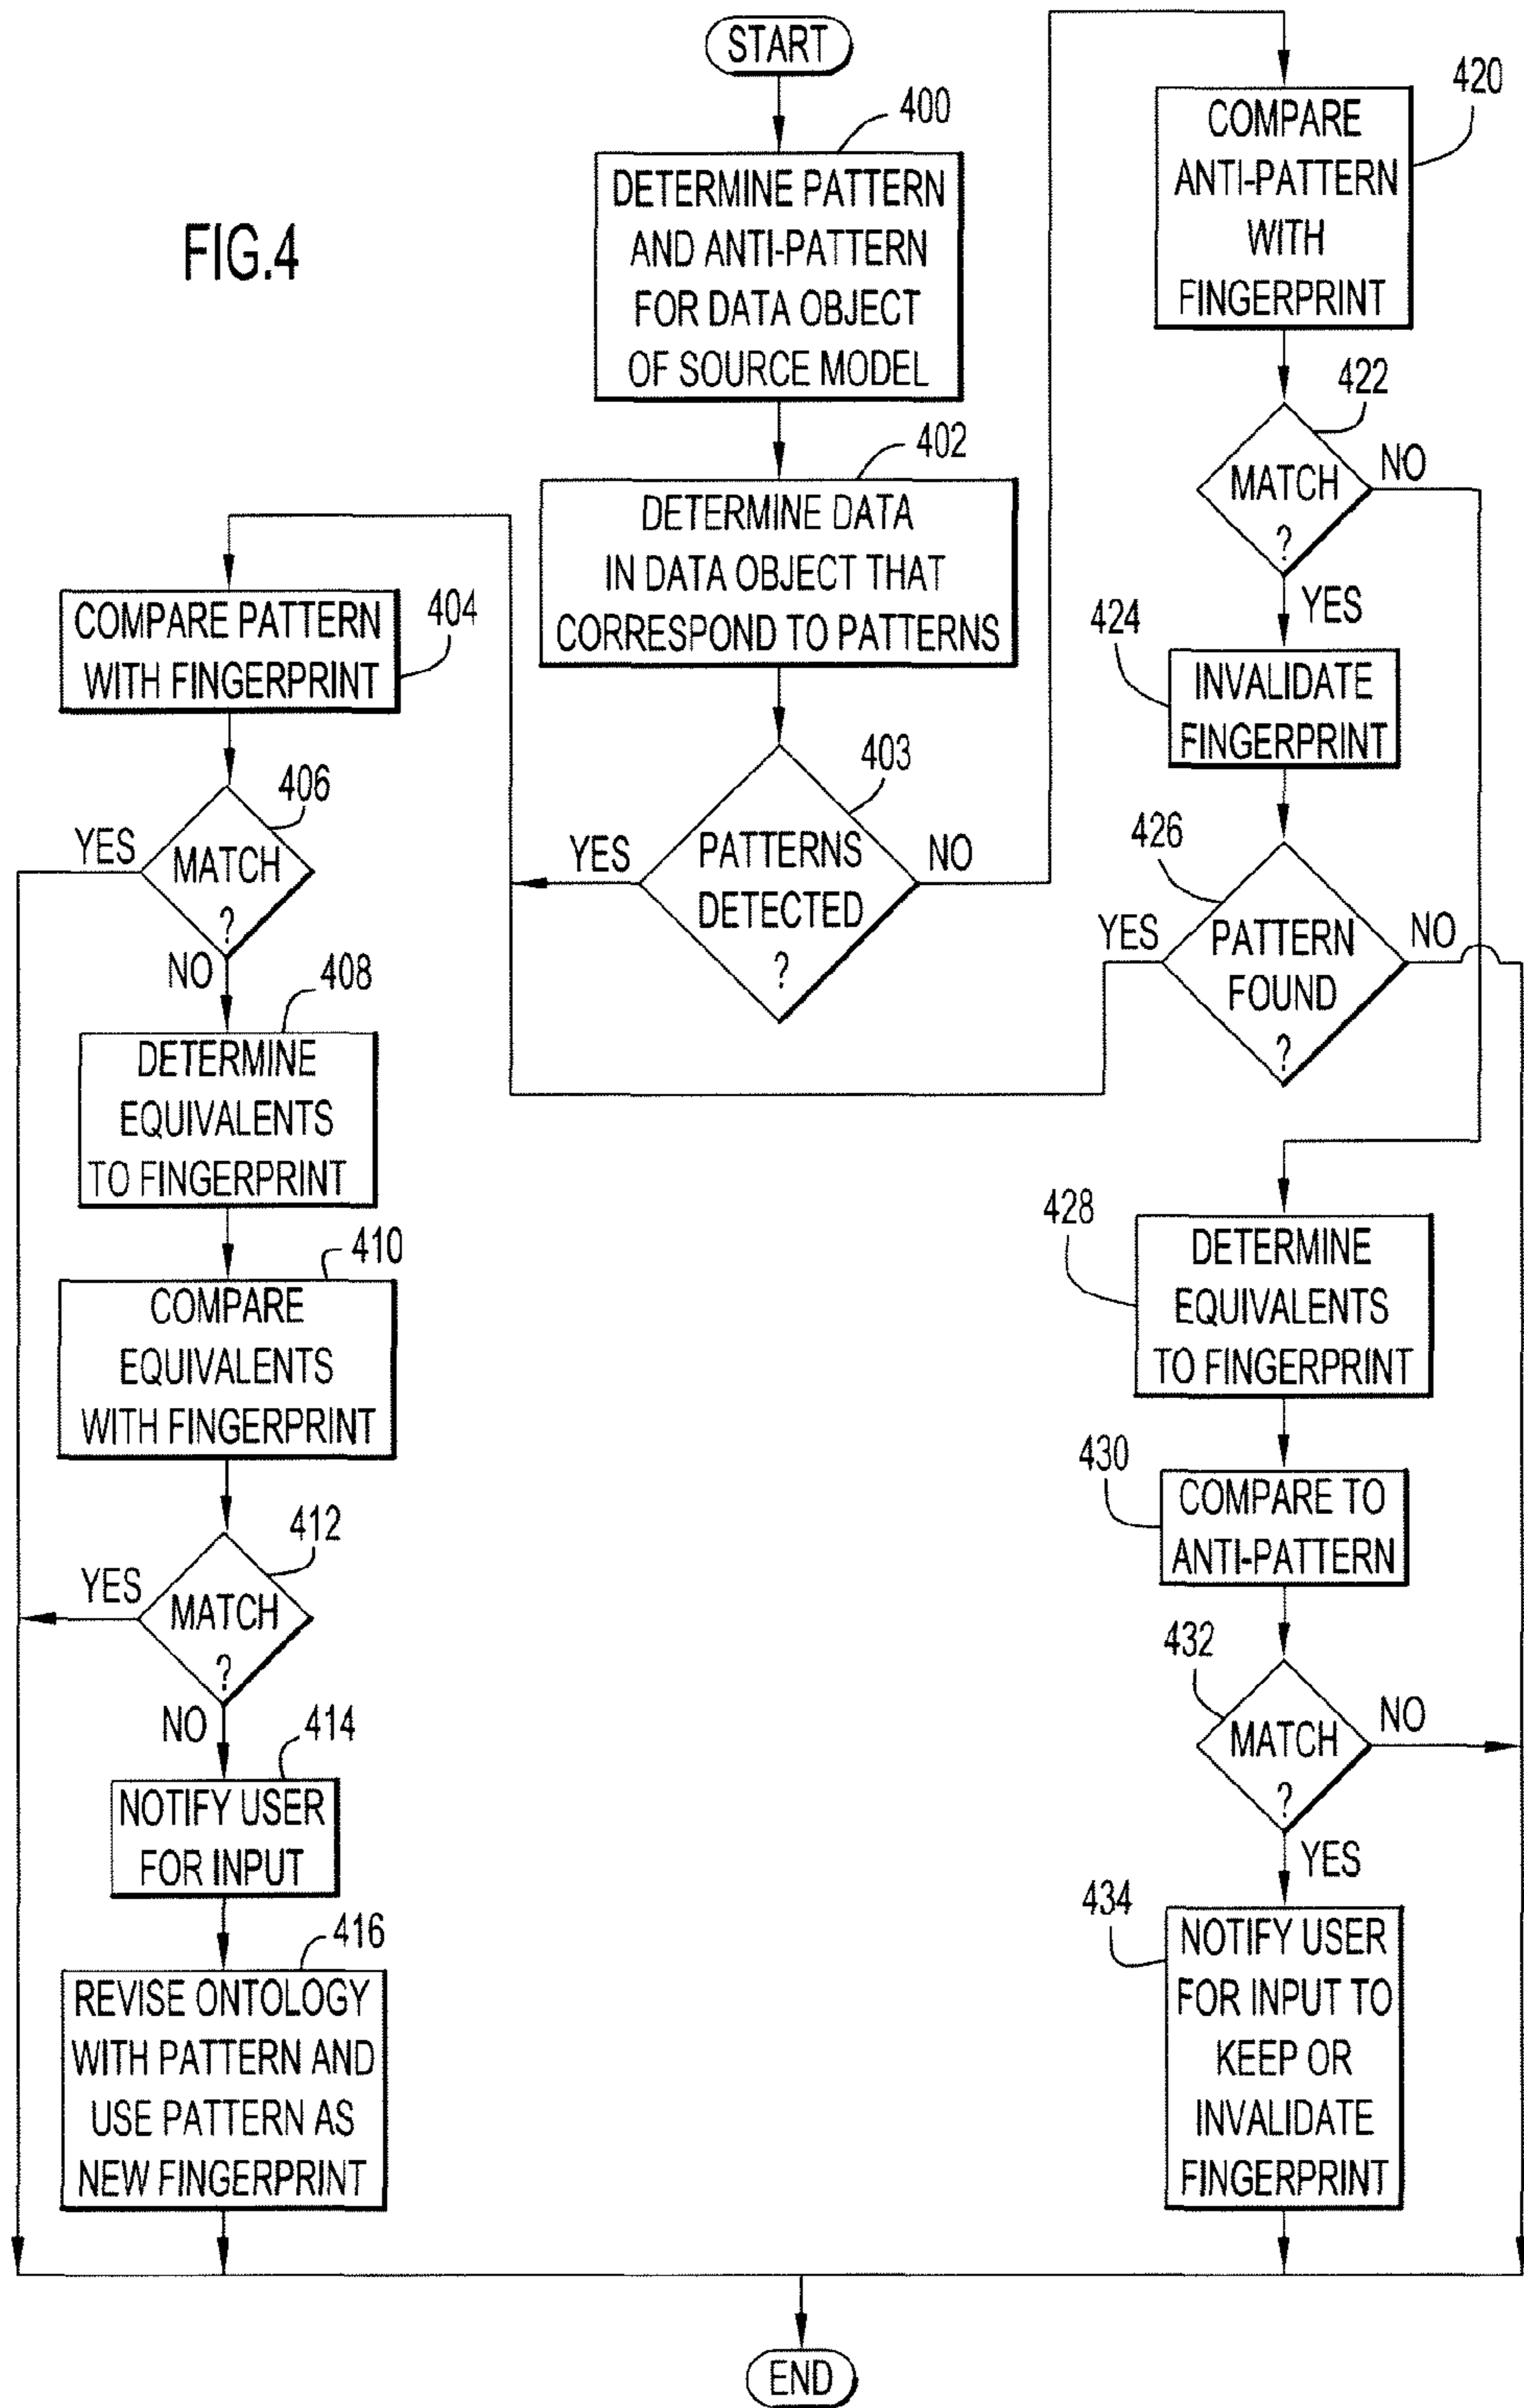 FIG.4
START
400
DETERMINE PATTERN
AND ANTI-PATTERN
FOR DATA OBJECT
OF SOURCE MODEL
402
DETERMINE DATA
IN DATA OBJECT THAT
CORRESPOND TO PATTERNS
403
PATTERNS
DETECTED
?
YES
NO
404
COMPARE PATTERN
WITH FINGERPRINT
406
MATCH
?
YES
NO
408
DETERMINE
EQUIVALENTS
TO FINGERPRINT
410
COMPARE
EQUIVALENTS
WITH FINGERPRINT
412
MATCH
?
YES
NO
414
NOTIFY USER
FOR INPUT
416
REVISE ONTOLOGY
WITH PATTERN AND
USE PATTERN AS
NEW FINGERPRINT
420
COMPARE
ANTI-PATTERN
WITH
FINGERPRINT
422
MATCH
?
NO
YES
424
INVALIDATE
FINGERPRINT
426
PATTERN
FOUND
?
YES
NO
428
DETERMINE
EQUIVALENTS
TO FINGERPRINT
430
COMPARE TO
ANTI-PATTERN
432
MATCH
?
NO
YES
434
NOTIFY USER
FOR INPUT TO
KEEP OR
INVALIDATE
FINGERPRINT
END